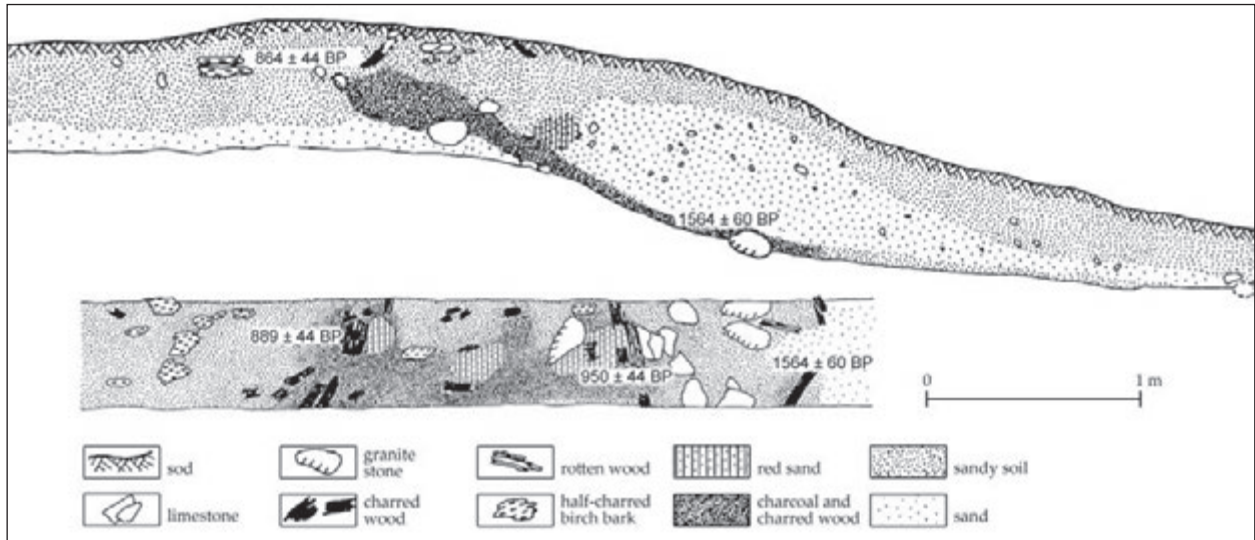 864 ± 44 BP
1564 ± 60 BP
889 ± 44 BP
950 ± 44 BP
1564 ± 60 BP
0 1 m
sod
granite
stone
rotten wood
red sand
sandy soil
limestone
charred
wood
half-charred
birch bark
charcoal and
charred wood
sand